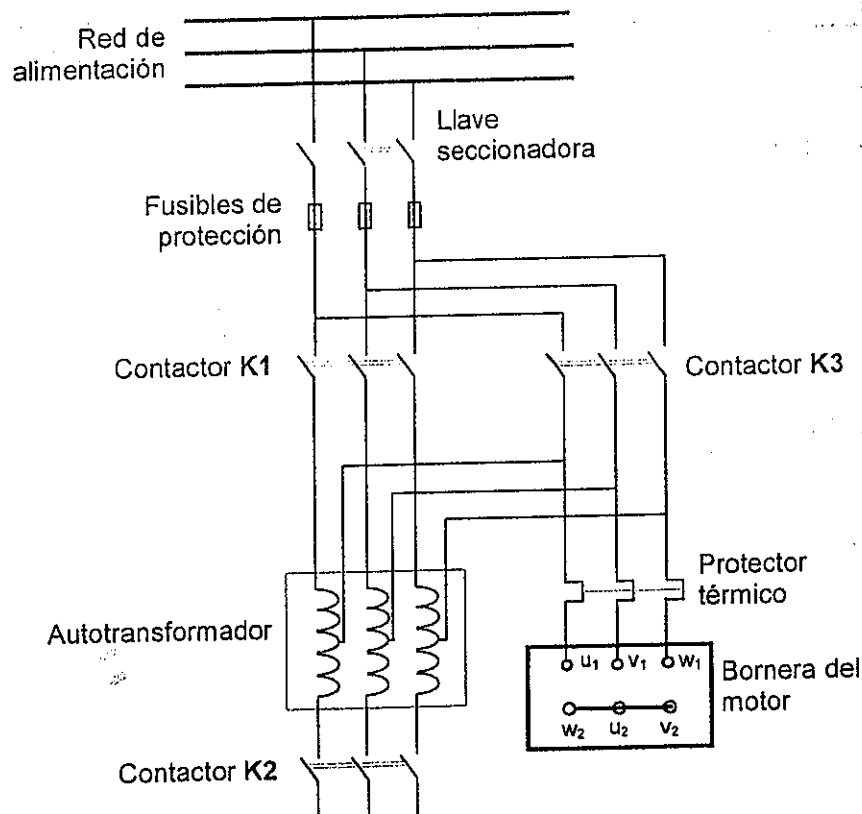 Red de
alimentación
Llave
seccionadora
Fusibles de
protección
Contactor K1
Contactor K3
Protector
térmico
Autotransformador
u1 v1 w1
Bornera del
motor
w2 u2 v2
Contactor K2